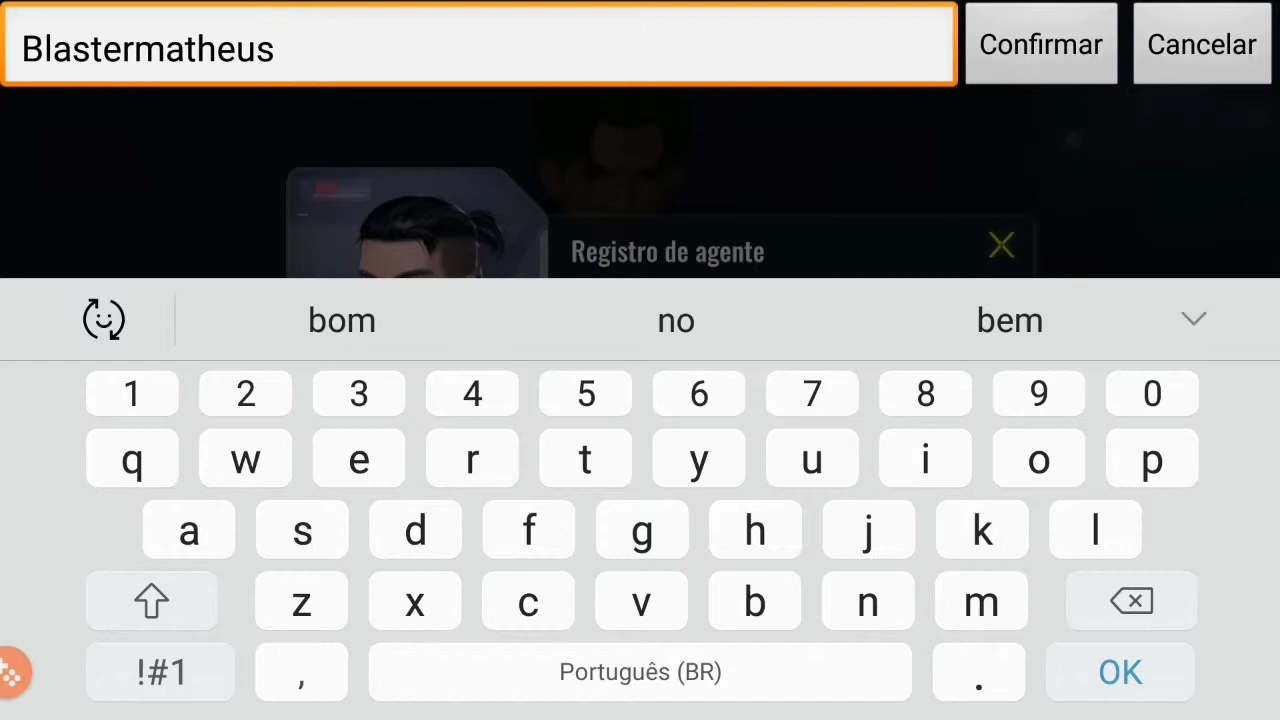 Blastermatheus
Confirmar
Cancelar
Registro de agente
bom no bem
1 2 3 4 5 6 7 8 9 0
q w e r t y u i o p
a s d f g h j k l
z x c v b n m
!#1 , Português (BR) . OK